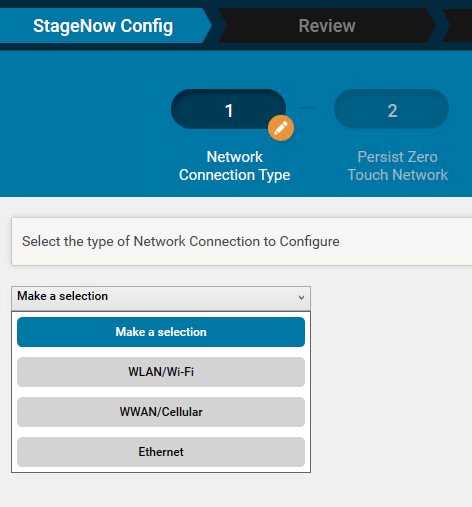 StageNow Config
Review
1
2
Network
Connection Type
Persist Zero
Touch Network
Select the type of Network Connection to Configure
Make a selection
Make a selection
WLAN/Wi-Fi
WWAN/Cellular
Ethernet